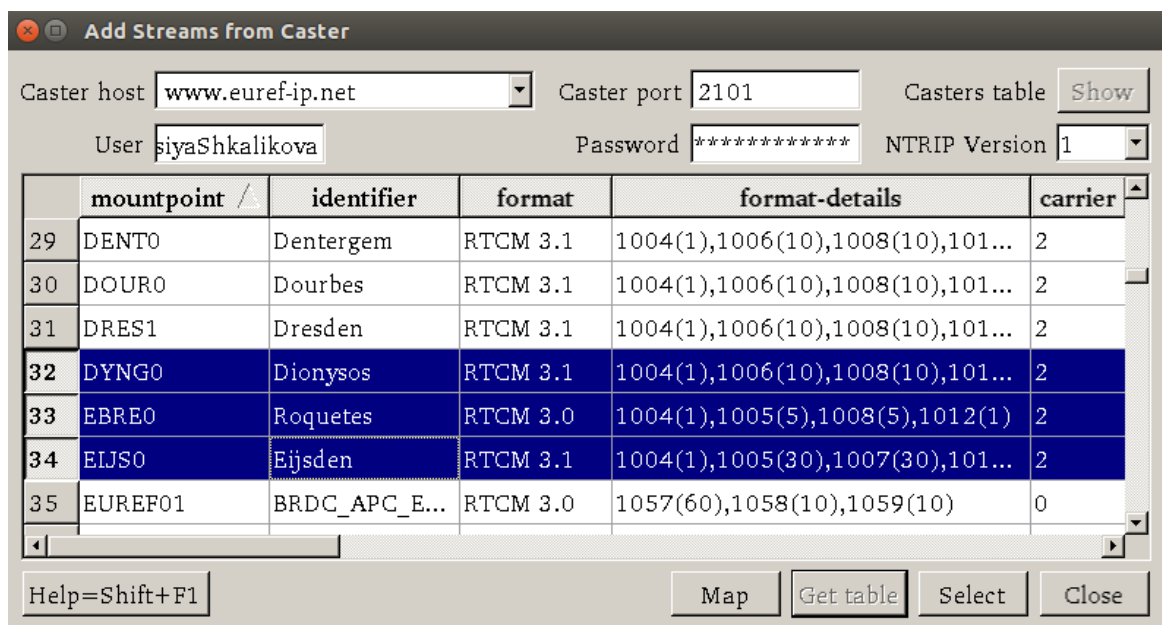 Add Streams from Caster
Caster host www.euref-ip.net Caster port 2101 Casters table Show
User siyaShkalikova Password ************ NTRIP Version 1
mountpoint identifier format format-details carrier
29 DENT0 Dentergem RTCM 3.1 1004(1),1006(10),1008(10),101... 2
30 DOUR0 Dourbes RTCM 3.1 1004(1),1006(10),1008(10),101... 2
31 DRES1 Dresden RTCM 3.1 1004(1),1006(10),1008(10),101... 2
32 DYNG0 Dionysos RTCM 3.1 1004(1),1006(10),1008(10),101... 2
33 EBRE0 Roquetes RTCM 3.0 1004(1),1005(5),1008(5),1012(1) 2
34 EIJS0 Eijsden RTCM 3.1 1004(1),1005(30),1007(30),101... 2
35 EUREF01 BRDC_APC_E... RTCM 3.0 1057(60),1058(10),1059(10) 0
Help=Shift+F1 Map Get table Select Close